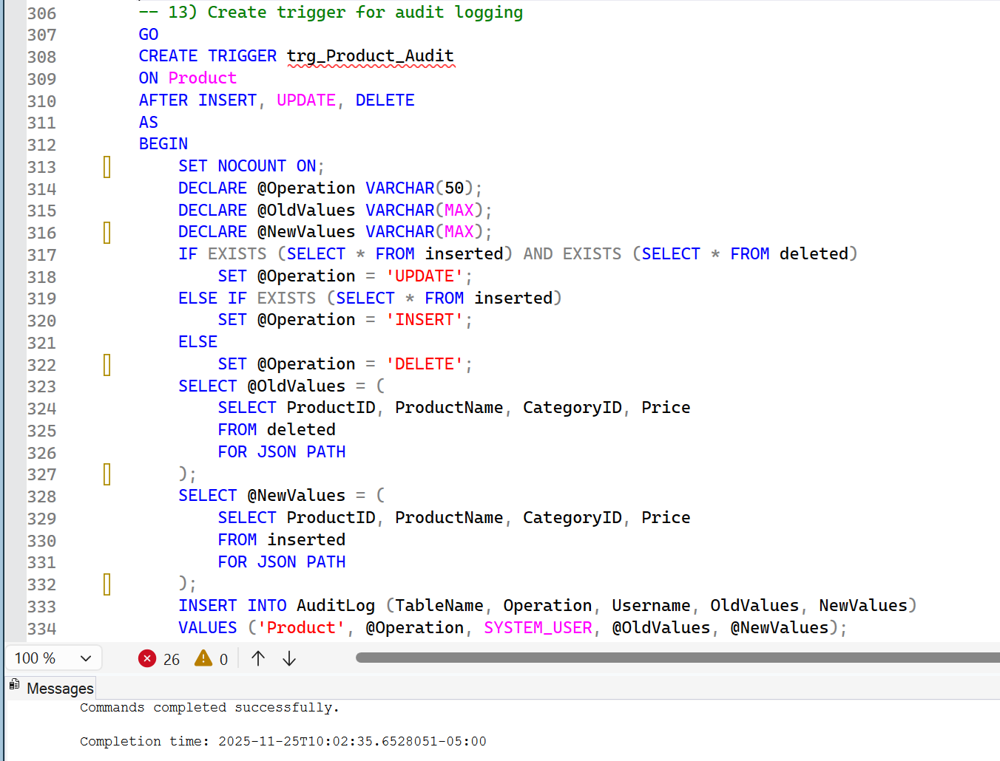 306 -- 13) Create trigger for audit logging
307 GO
308 CREATE TRIGGER trg_Product_Audit
309 ON Product
310 AFTER INSERT, UPDATE, DELETE
311 AS
312 BEGIN
313 SET NOCOUNT ON;
314 DECLARE @Operation VARCHAR(50);
315 DECLARE @OldValues VARCHAR(MAX);
316 DECLARE @NewValues VARCHAR(MAX);
317 IF EXISTS (SELECT * FROM inserted) AND EXISTS (SELECT * FROM deleted)
318 SET @Operation = 'UPDATE';
319 ELSE IF EXISTS (SELECT * FROM inserted)
320 SET @Operation = 'INSERT';
321 ELSE
322 SET @Operation = 'DELETE';
323 SELECT @OldValues = (
324 SELECT ProductID, ProductName, CategoryID, Price
325 FROM deleted
326 FOR JSON PATH
327 );
328 SELECT @NewValues = (
329 SELECT ProductID, ProductName, CategoryID, Price
330 FROM inserted
331 FOR JSON PATH
332 );
333 INSERT INTO AuditLog (TableName, Operation, Username, OldValues, NewValues)
334 VALUES ('Product', @Operation, SYSTEM_USER, @OldValues, @NewValues);
100 % 26 0
Messages
Commands completed successfully.
Completion time: 2025-11-25T10:02:35.6528051-05:00